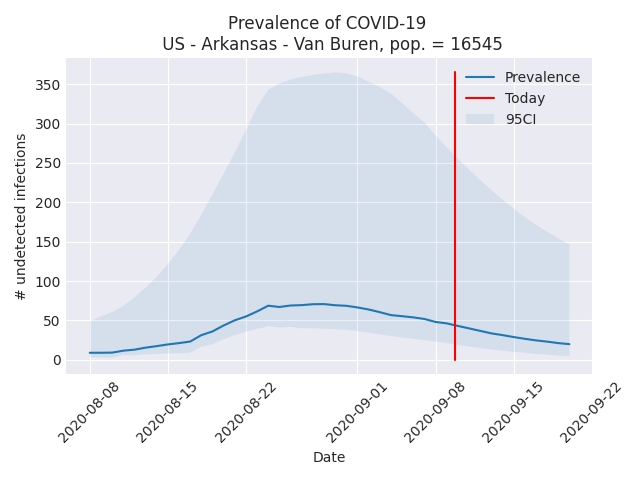 Prevalence of COVID-19
US - Arkansas - Van Buren, pop. = 16545
# undetected infections
350
300
250
200
150
100
50
0
Prevalence
Today
95CI
2020-08-08
2020-08-15
2020-08-22
2020-09-01
2020-09-08
2020-09-15
2020-09-22
Date